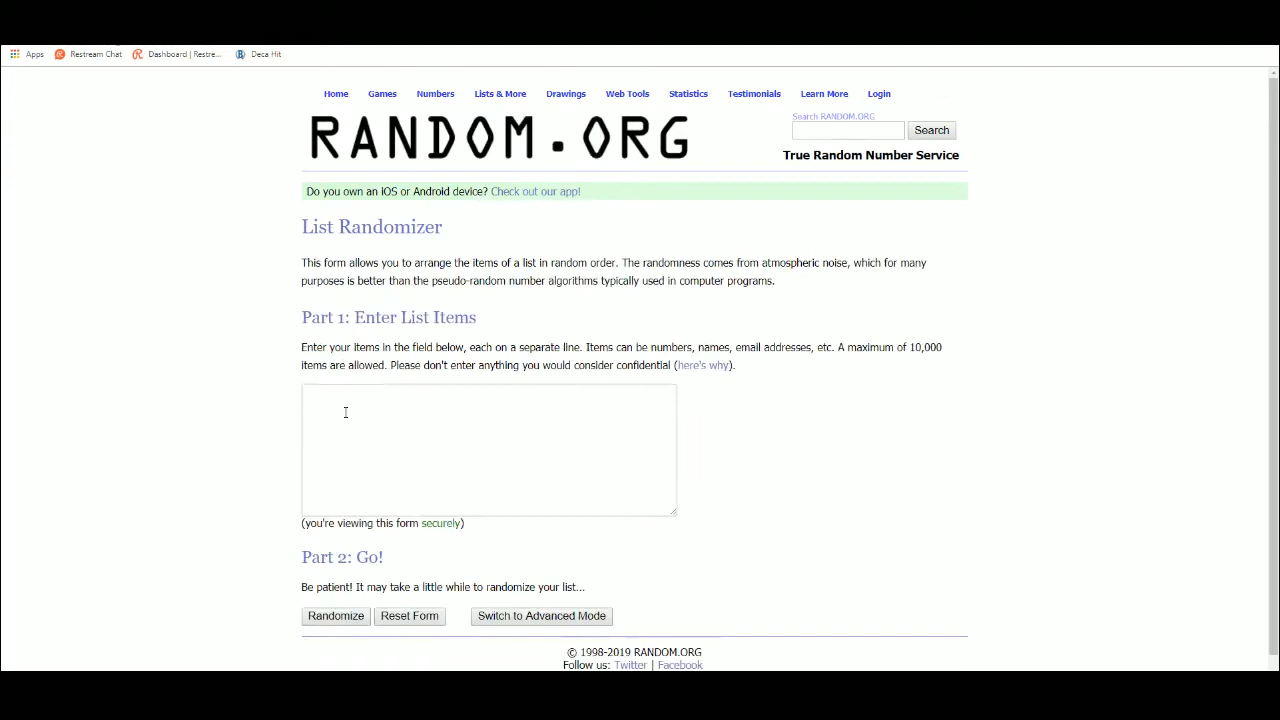 Apps Restream Chat Dashboard | Restre... Deca Hit
Home Games Numbers Lists & More Drawings Web Tools Statistics Testimonials Learn More Login
Search RANDOM.ORG
RANDOM.ORG
Search
True Random Number Service
Do you own an iOS or Android device? Check out our app!
List Randomizer
This form allows you to arrange the items of a list in random order. The randomness comes from atmospheric noise, which for many
purposes is better than the pseudo-random number algorithms typically used in computer programs.
Part 1: Enter List Items
Enter your items in the field below, each on a separate line. Items can be numbers, names, email addresses, etc. A maximum of 10,000
items are allowed. Please don't enter anything you would consider confidential (here's why).
(you're viewing this form securely)
Part 2: Go!
Be patient! It may take a little while to randomize your list...
Randomize Reset Form Switch to Advanced Mode
© 1998-2019 RANDOM.ORG
Follow us: Twitter | Facebook